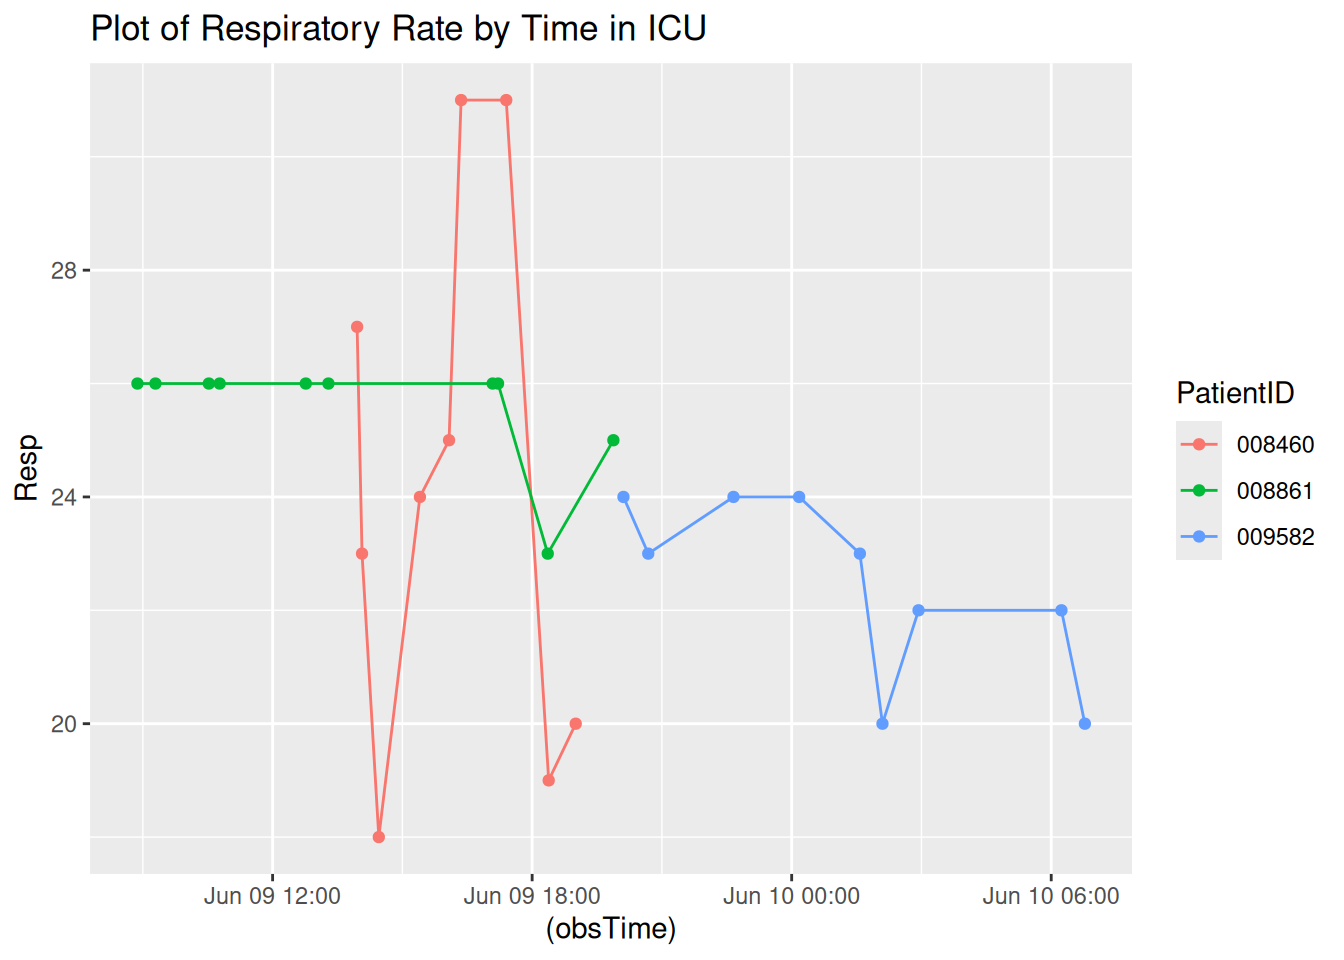 Plot of Respiratory Rate by Time in ICU
28
24
20
Resp
Jun 09 12:00
Jun 09 18:00
Jun 10 00:00
Jun 10 06:00
(obsTime)
PatientID
008460
008861
009582